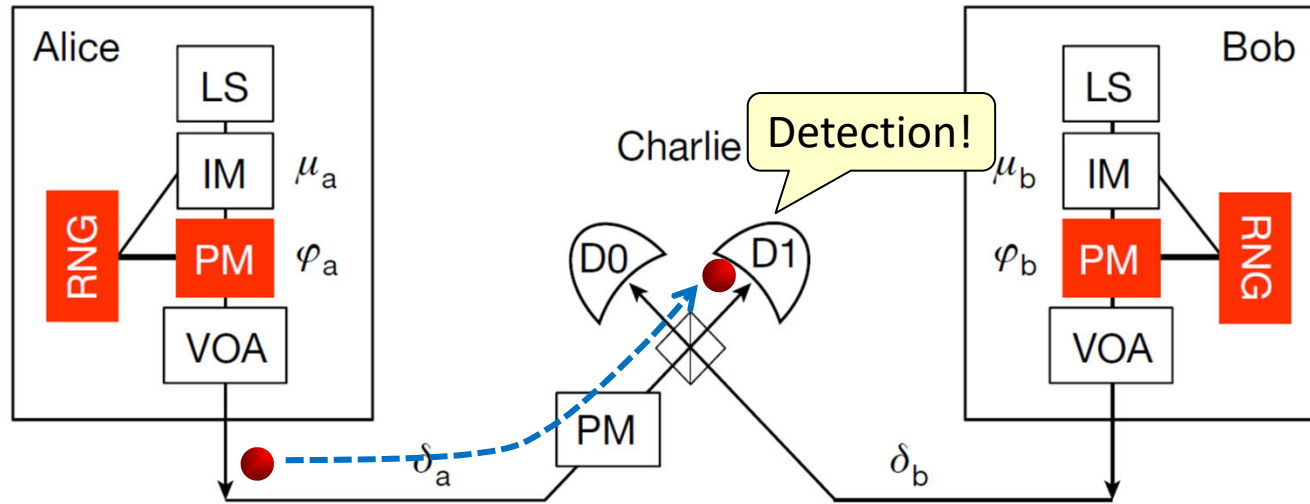 Alice
LS
IM
μa
RNG
PM
φa
VOA
δa
Charlie
Detection!
D0
D1
PM
δb
Bob
LS
μb
IM
φb
PM
RNG
VOA